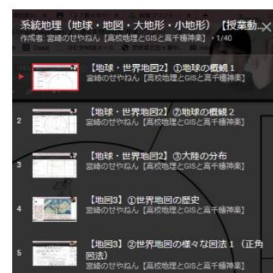 系統地理（地球・地図・大地形・小地形）【授業動...
作成者: 宮崎のせやねん【高校地理とGISと高千穂神楽】・1/40
【地球・世界地図2】①地球の概観１
宮崎のせやねん【高校地理とGISと高千穂神楽】
2
【地球・世界地図2】②地球の概観２
宮崎のせやねん【高校地理とGISと高千穂神楽】
3
【地球・世界地図2】③大陸の分布
宮崎のせやねん【高校地理とGISと高千穂神楽】
4
【地図3】①世界地図の歴史
宮崎のせやねん【高校地理とGISと高千穂神楽】
5
【地図3】②世界地図の様々な図法１（正角
図法）
宮崎のせやねん【高校地理とGISと高千穂神楽】